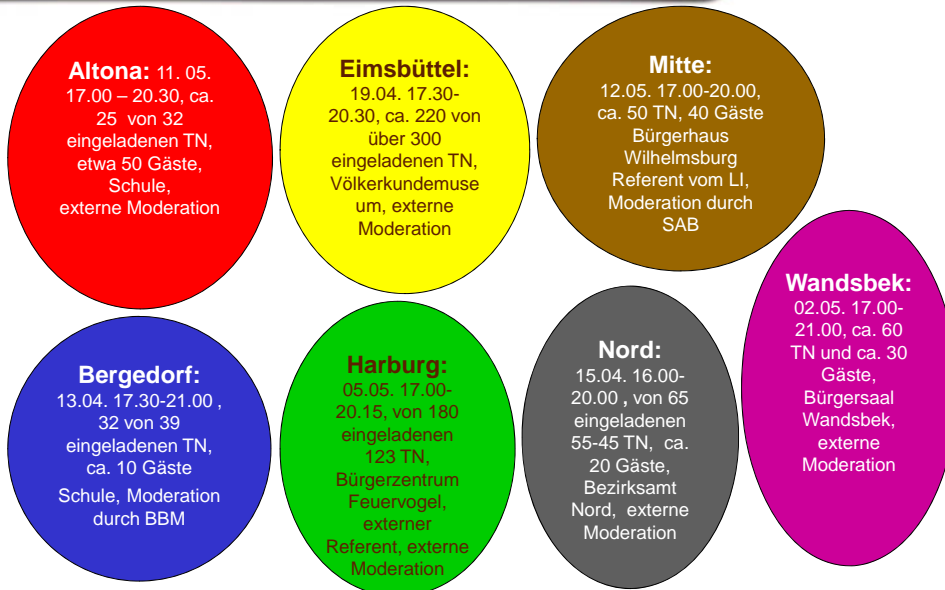 Altona: 11. 05.
17.00 – 20.30, ca.
25 von 32
eingeladenen TN,
etwa 50 Gäste,
Schule,
externe Moderation
Eimsbüttel:
19.04. 17.30-
20.30, ca. 220 von
über 300
eingeladenen TN,
Völkerkundemuse
um, externe
Moderation
Mitte:
12.05. 17.00-20.00,
ca. 50 TN, 40 Gäste
Bürgerhaus
Wilhelmsburg
Referent vom LI,
Moderation durch
SAB
Wandsbek:
02.05. 17.00-
21.00, ca. 60
TN und ca. 30
Gäste,
Bürgersaal
Wandsbek,
externe
Moderation
Bergedorf:
13.04. 17.30-21.00 ,
32 von 39
eingeladenen TN,
ca. 10 Gäste
Schule, Moderation
durch BBM
Harburg:
05.05. 17.00-
20.15, von 180
eingeladenen
123 TN,
Bürgerzentrum
Feuervogel,
externer
Referent, externe
Moderation
Nord:
15.04. 16.00-
20.00 , von 65
eingeladenen
55-45 TN, ca.
20 Gäste,
Bezirksamt
Nord, externe
Moderation